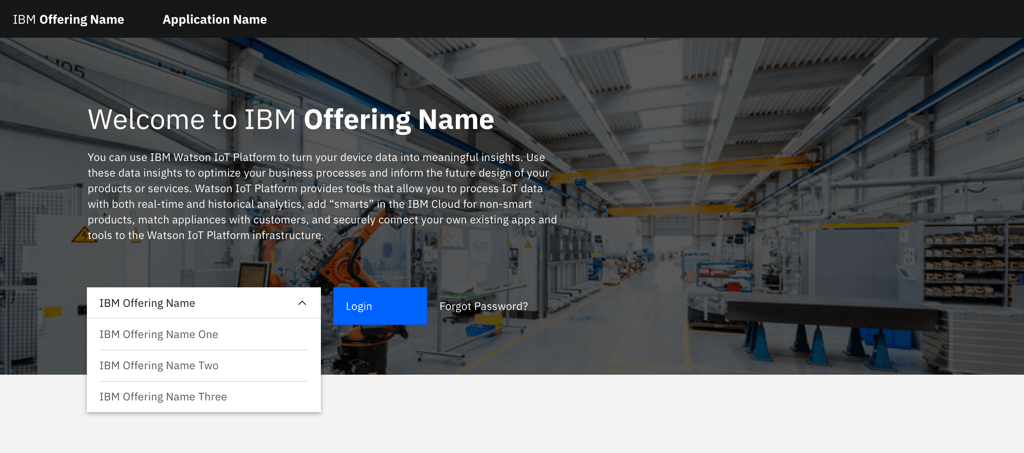 IBM Offering Name
Application Name
Welcome to IBM Offering Name
You can use IBM Watson IoT Platform to turn your device data into meaningful insights. Use
these data insights to optimize your business processes and inform the future design of your
products or services. Watson IoT Platform provides tools that allow you to process IoT data
with both real-time and historical analytics, add “smarts” in the IBM Cloud for non-smart
products, match appliances with customers, and securely connect your own existing apps and
tools to the Watson IoT Platform infrastructure.
IBM Offering Name
Login
Forgot Password?
IBM Offering Name One
IBM Offering Name Two
IBM Offering Name Three